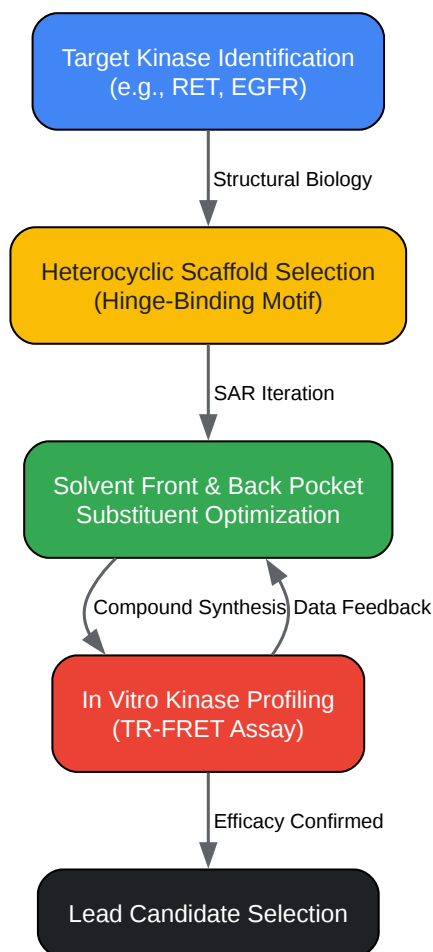 Target Kinase Identification
(e.g., RET, EGFR)
Structural Biology
Heterocyclic Scaffold Selection
(Hinge-Binding Motif)
SAR Iteration
Solvent Front & Back Pocket
Substituent Optimization
Compound Synthesis
Data Feedback
In Vitro Kinase Profiling
(TR-FRET Assay)
Efficacy Confirmed
Lead Candidate Selection